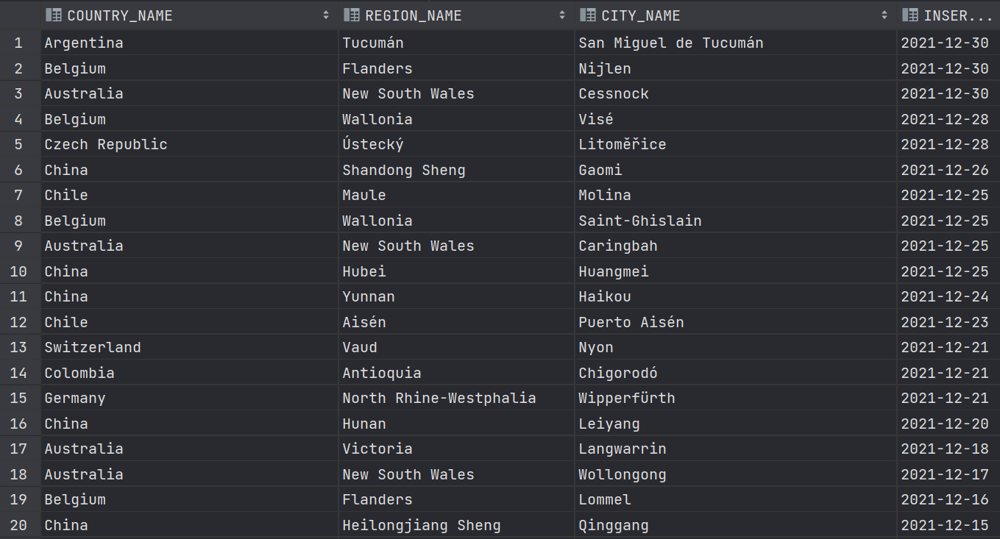 COUNTRY_NAME REGION_NAME CITY_NAME INSER...
1 Argentina Tucumán San Miguel de Tucumán 2021-12-30
2 Belgium Flanders Nijlen 2021-12-30
3 Australia New South Wales Cessnock 2021-12-30
4 Belgium Wallonia Visé 2021-12-28
5 Czech Republic Ústecký Litoměřice 2021-12-28
6 China Shandong Sheng Gaomi 2021-12-26
7 Chile Maule Molina 2021-12-25
8 Belgium Wallonia Saint-Ghislain 2021-12-25
9 Australia New South Wales Caringbah 2021-12-25
10 China Hubei Huangmei 2021-12-25
11 China Yunnan Haikou 2021-12-24
12 Chile Aisén Puerto Aisén 2021-12-23
13 Switzerland Vaud Nyon 2021-12-21
14 Colombia Antioquia Chigorodó 2021-12-21
15 Germany North Rhine-Westphalia Wipperfürth 2021-12-21
16 China Hunan Leiyang 2021-12-20
17 Australia Victoria Langwarrin 2021-12-18
18 Australia New South Wales Wollongong 2021-12-17
19 Belgium Flanders Lommel 2021-12-16
20 China Heilongjiang Sheng Qinggang 2021-12-15